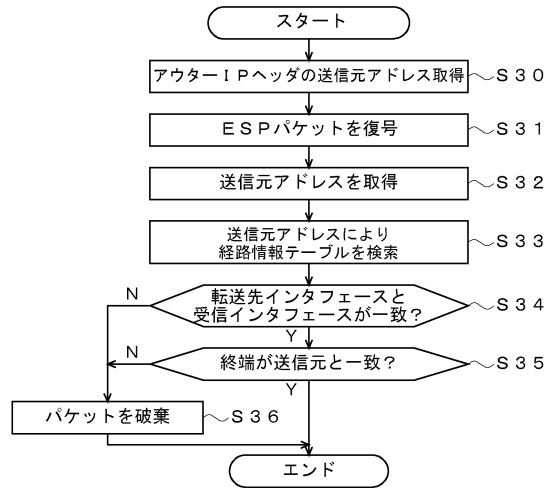 スタート
アウターＩＰヘッダの送信元アドレス取得
Ｓ３０
ＥＳＰパケットを復号
Ｓ３１
送信元アドレスを取得
Ｓ３２
送信元アドレスにより
経路情報テーブルを検索
Ｓ３３
N
転送先インタフェースと
受信インタフェースが一致？
Ｓ３４
Y
N
終端が送信元と一致？
Ｓ３５
Y
パケットを破棄
Ｓ３６
エンド